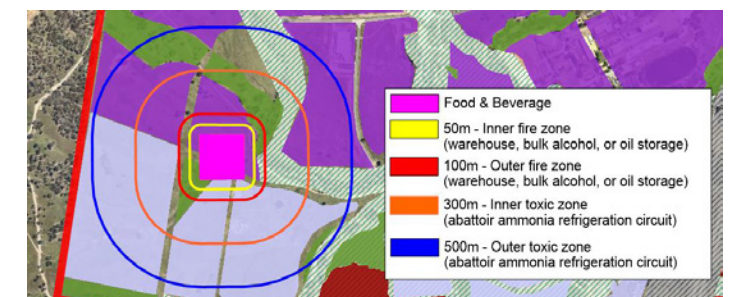 Food & Beverage
50m - Inner fire zone
(warehouse, bulk alcohol, or oil storage)
100m - Outer fire zone
(warehouse, bulk alcohol, or oil storage)
300m - Inner toxic zone
(abattoir ammonia refrigeration circuit)
500m - Outer toxic zone
(abattoir ammonia refrigeration circuit)